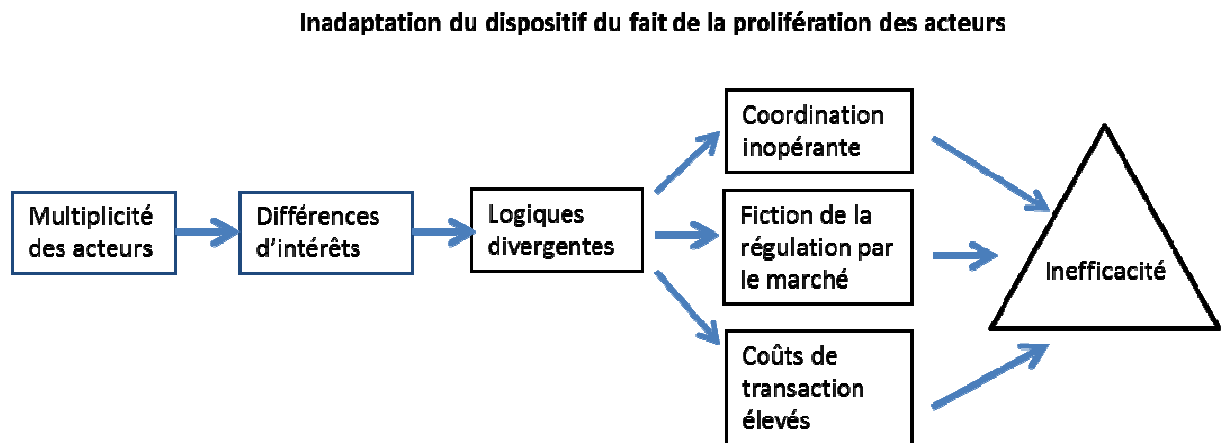 Inadaptation du dispositif du fait de la prolifération des acteurs
Multiplicité
des acteurs
Différences
d'intérêts
Logiques
divergentes
Coordination
inopérante
Fiction de la
régulation par
le marché
Coûts de
transaction
élevés
Inefficacité